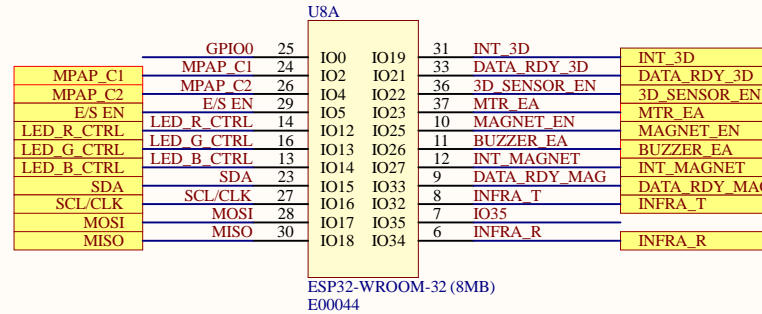 U8A
GPIO0 25 IO0 IO19 31 INT_3D INT_3D
MPAP_C1 MPAP_C1 24 IO2 IO21 33 DATA_RDY_3D DATA_RDY_3D
MPAP_C2 MPAP_C2 26 IO4 IO22 36 3D_SENSOR_EN 3D_SENSOR_EN
E/S EN E/S EN 29 IO5 IO23 37 MTR_EA MTR_EA
LED_R_CTRL LED_R_CTRL 14 IO12 IO25 10 MAGNET_EN MAGNET_EN
LED_G_CTRL LED_G_CTRL 16 IO13 IO26 11 BUZZER_EA BUZZER_EA
LED_B_CTRL LED_B_CTRL 13 IO14 IO27 12 INT_MAGNET INT_MAGNET
SDA SDA 23 IO15 IO33 9 DATA_RDY_MAG DATA_RDY_MAG
SCL/CLK SCL/CLK 27 IO16 IO32 8 INFRA_T INFRA_T
MOSI MOSI 28 IO17 IO35 7 IO35
MISO MISO 30 IO18 IO34 6 INFRA_R INFRA_R
ESP32-WROOM-32 (8MB)
E00044